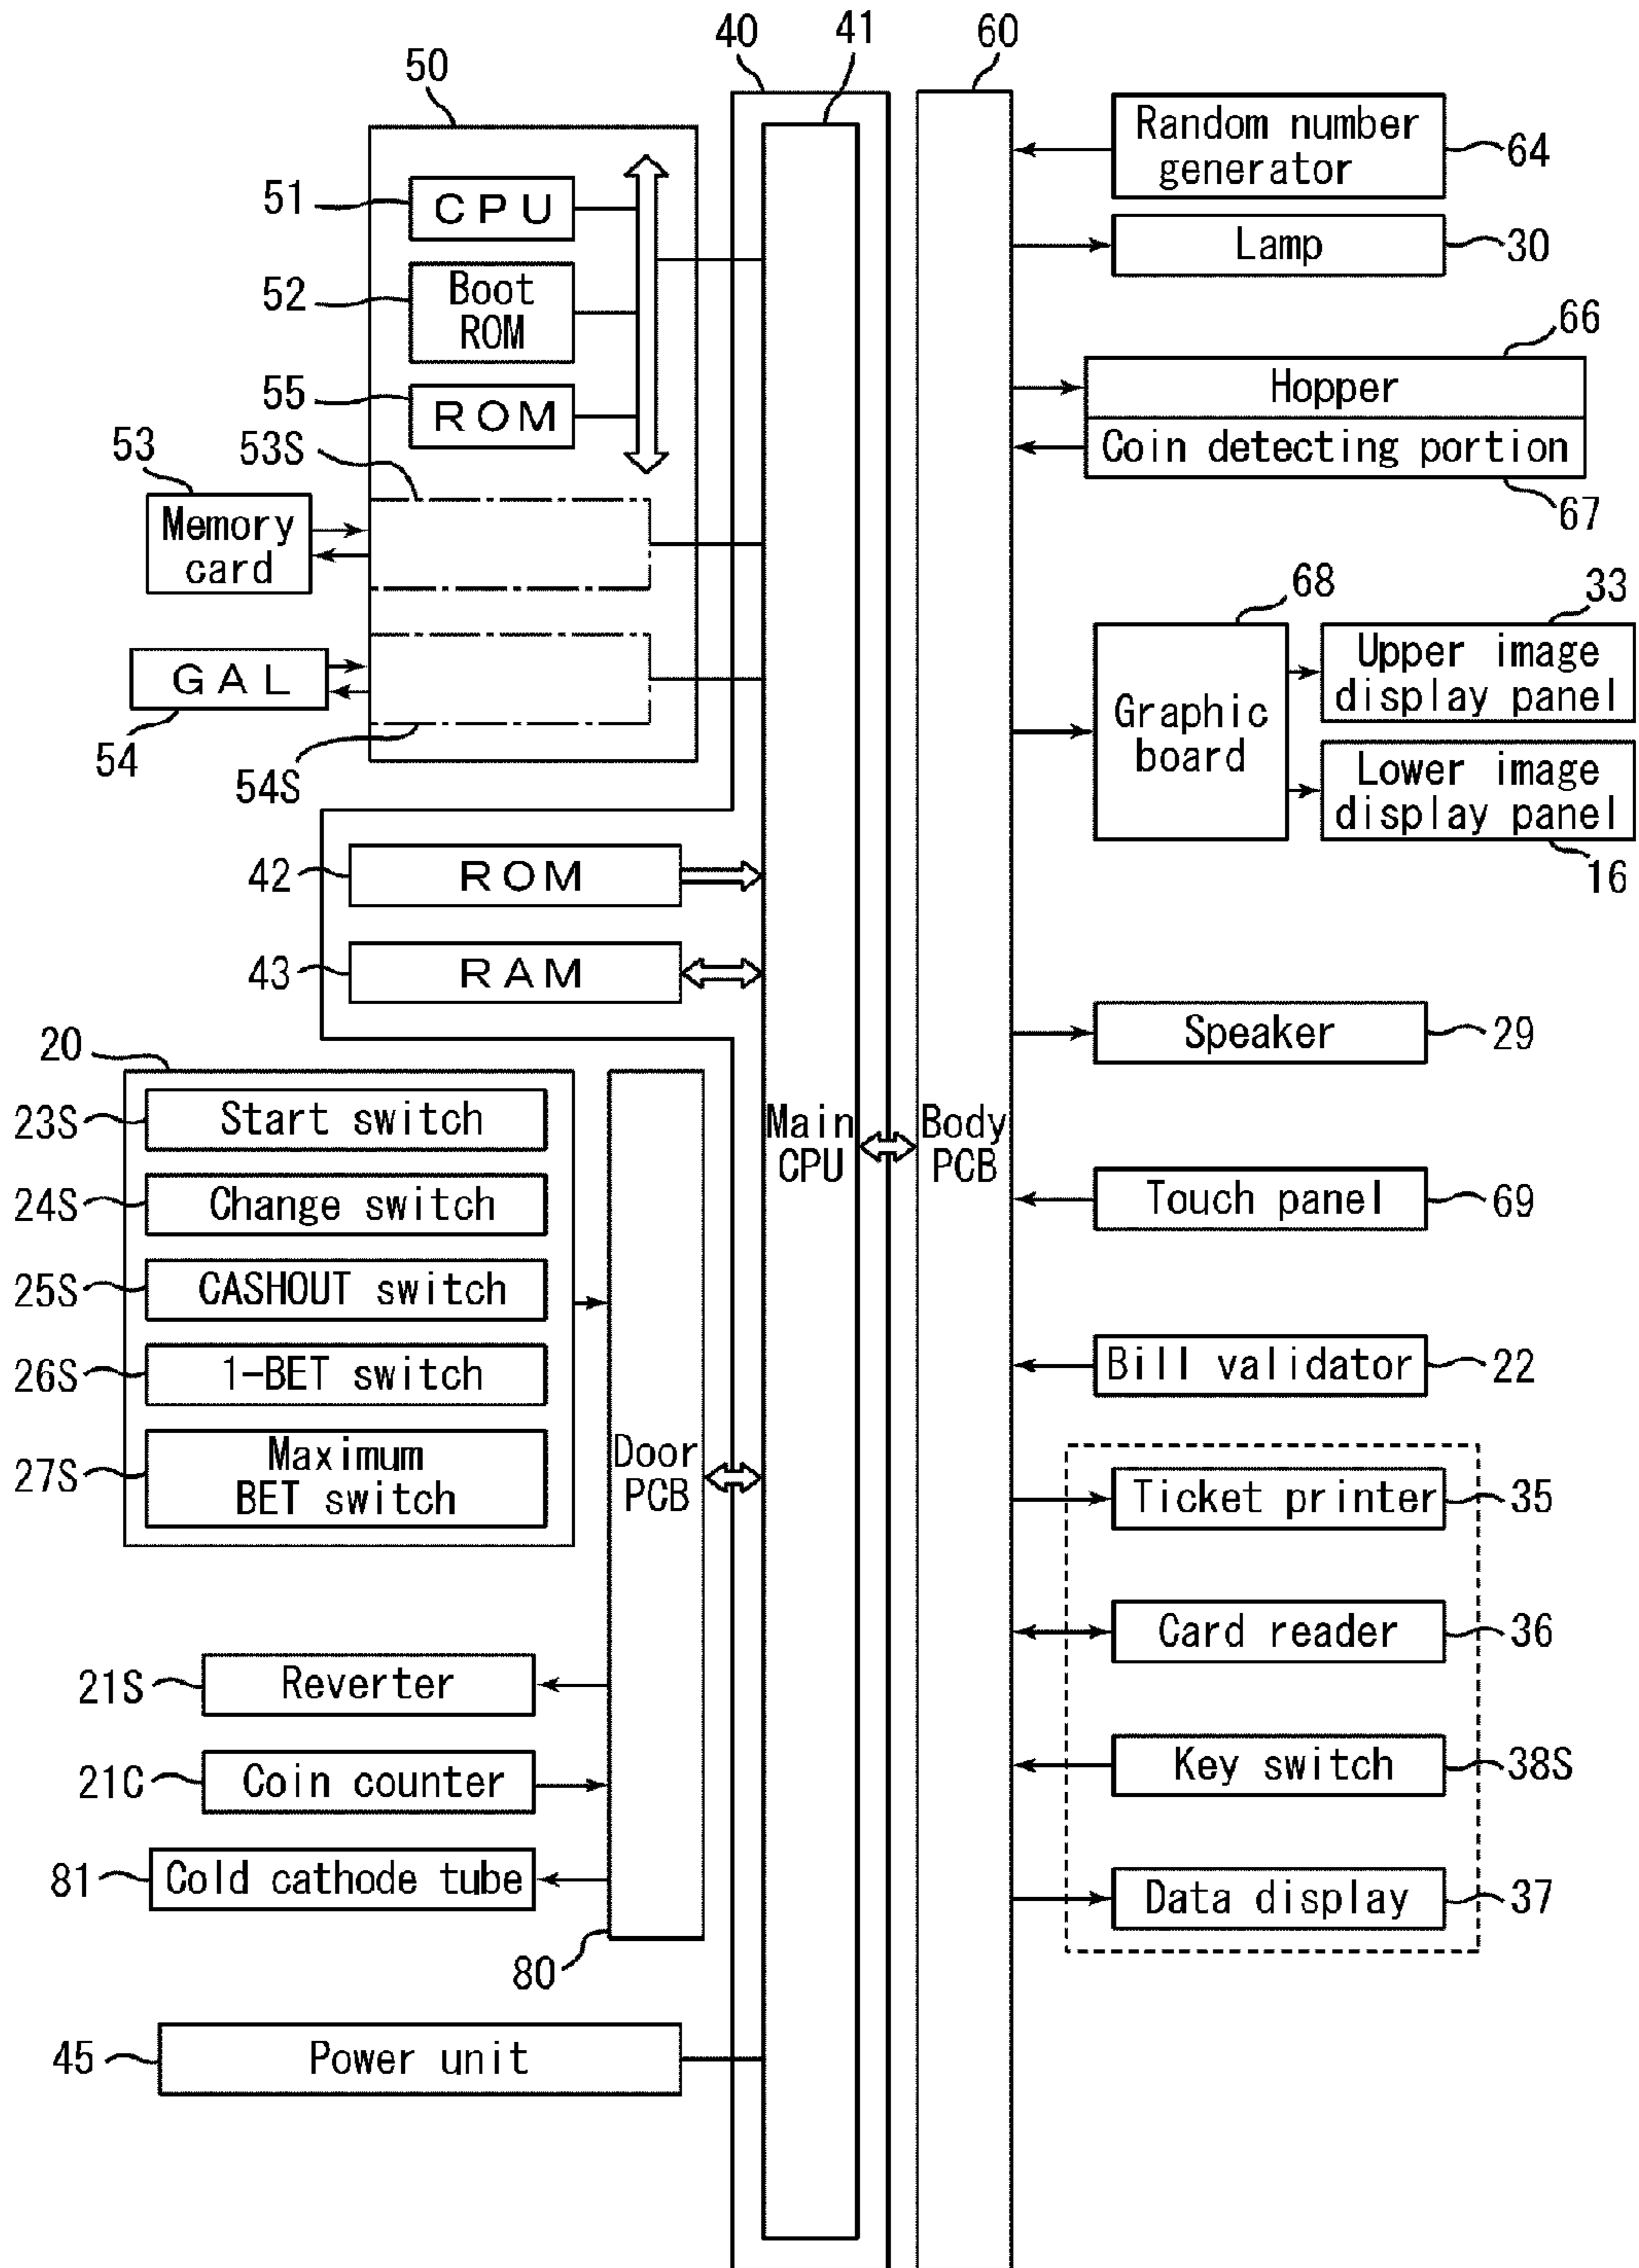 40
41
60
50
Random number
generator
64
51
CPU
Lamp
30
52
Boot
ROM
66
Hopper
55
ROM
Coin detecting portion
53S
53
67
Memory
card
68
33
Upper image
display panel
GAL
Graphic
board
54
54S
Lower image
display panel
16
42
ROM
43
RAM
Speaker
29
20
23S
Start switch
Main
CPU
Body
PCB
24S
Change switch
Touch panel
69
25S
CASHOUT switch
26S
1-BET switch
Bill validator
22
27S
Maximum
BET switch
Door
PCB
Ticket printer
35
Card reader
36
21S
Reverter
Key switch
38S
21C
Coin counter
81
Cold cathode tube
Data display
37
80
45
Power unit